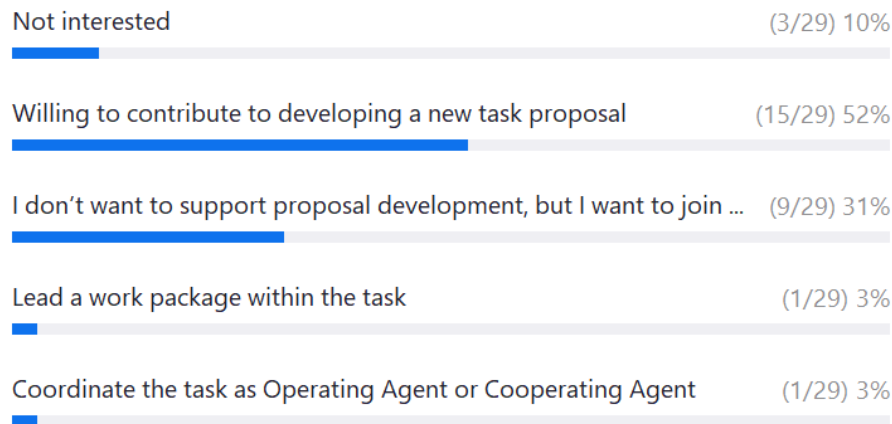 Not interested (3/29) 10%
Willing to contribute to developing a new task proposal (15/29) 52%
I don’t want to support proposal development, but I want to join ... (9/29) 31%
Lead a work package within the task (1/29) 3%
Coordinate the task as Operating Agent or Cooperating Agent (1/29) 3%